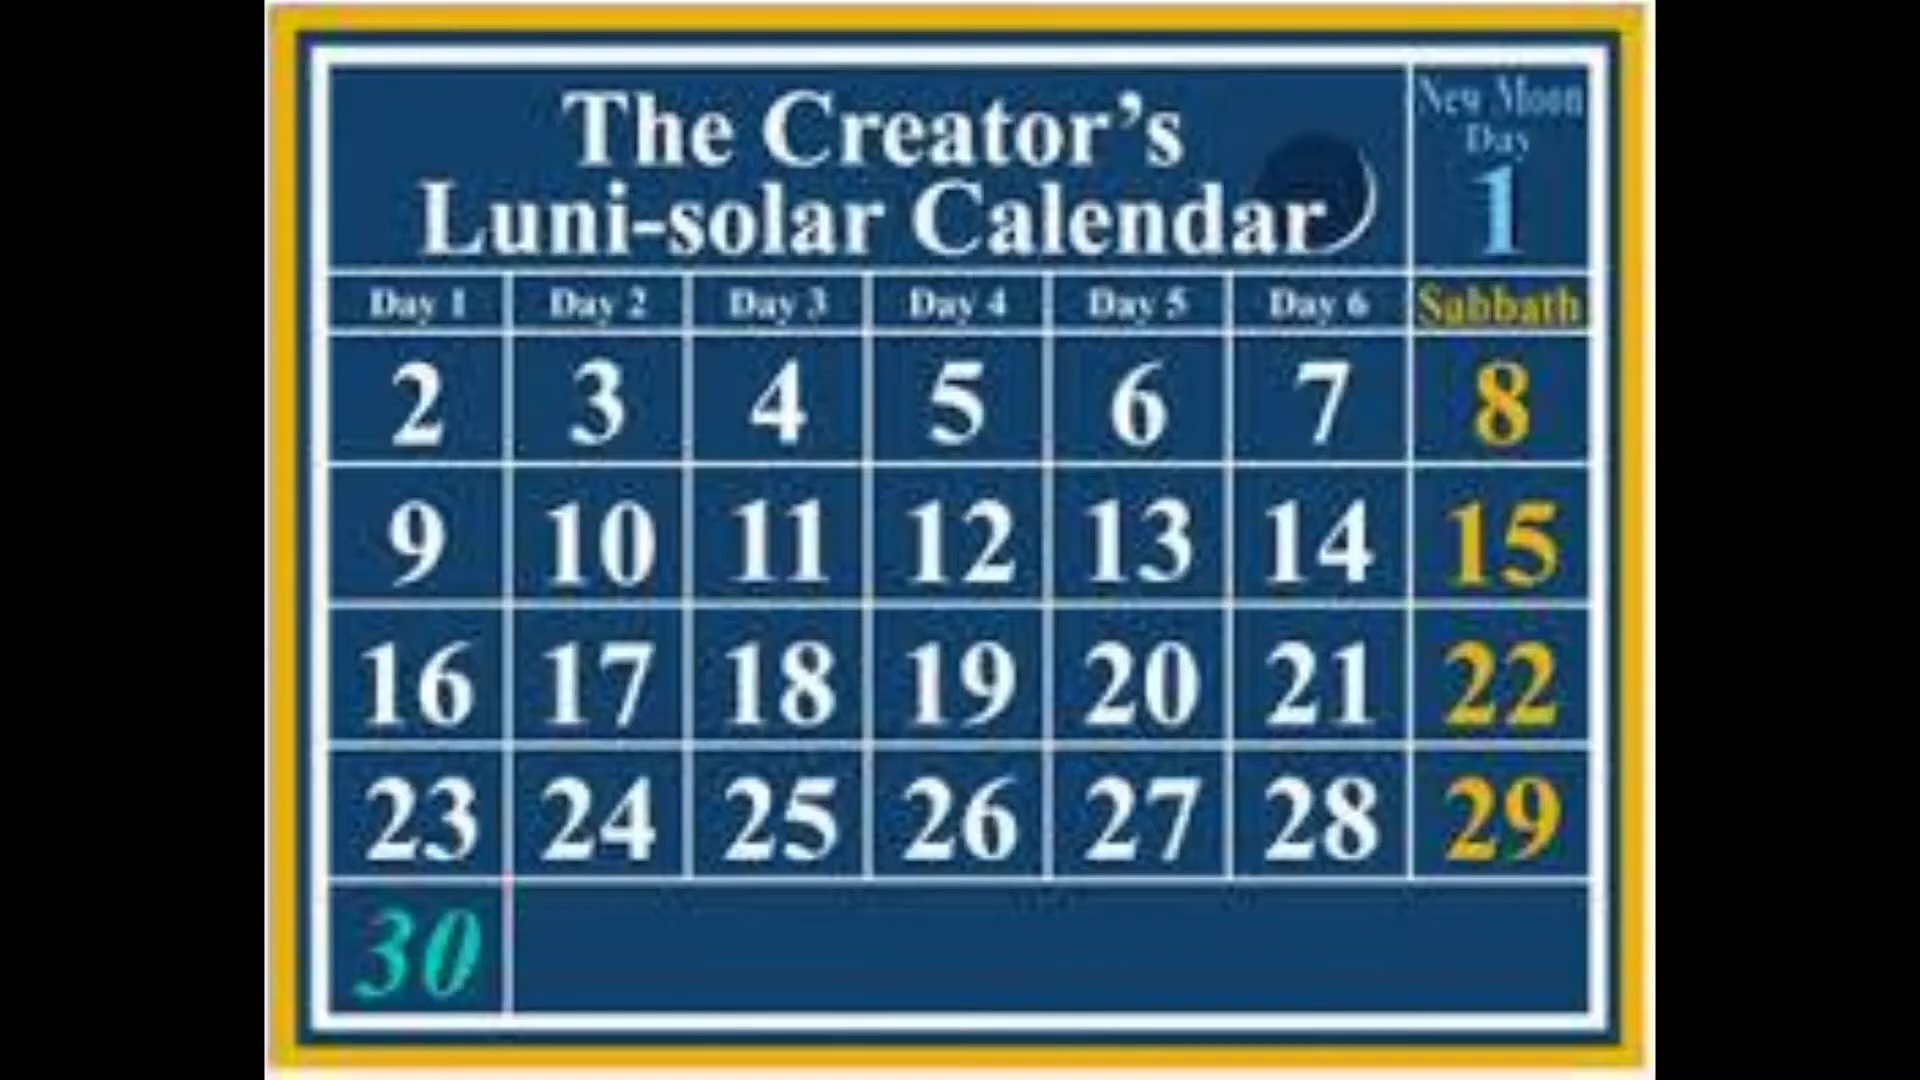 The Creator's
Luni-solar Calendar
New Moon
Day
1
Day 1 Day 2 Day 3 Day 4 Day 5 Day 6 Sabbath
2 3 4 5 6 7 8
9 10 11 12 13 14 15
16 17 18 19 20 21 22
23 24 25 26 27 28 29
30